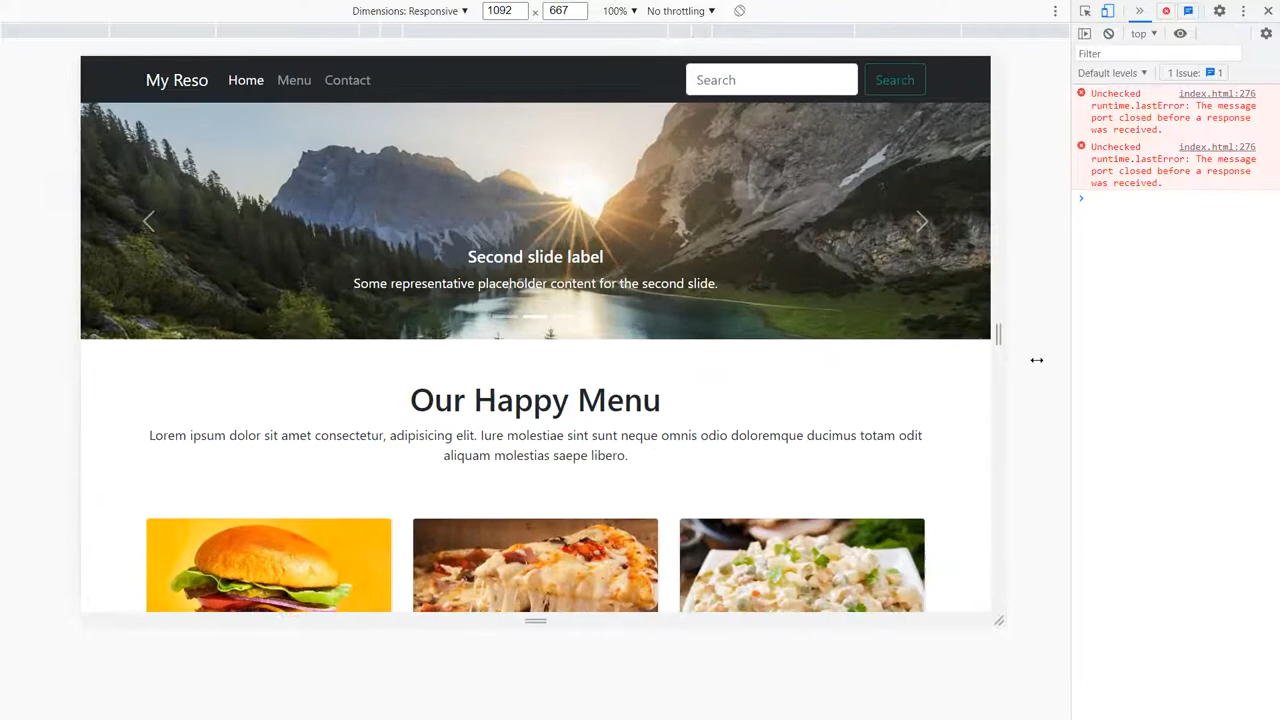 Dimensions: Responsive 1092 × 667 100% No throttling
top
Filter
Default levels 1 Issue: 1
Unchecked index.html:276
runtime.lastError: The message
port closed before a response
was received.
Unchecked index.html:276
runtime.lastError: The message
port closed before a response
was received.
My Reso Home Menu Contact Search Search
Second slide label
Some representative placeholder content for the second slide.
Our Happy Menu
Lorem ipsum dolor sit amet consectetur, adipisicing elit. Iure molestiae sint sunt neque omnis odio doloremque ducimus totam odit
aliquam molestias saepe libero.